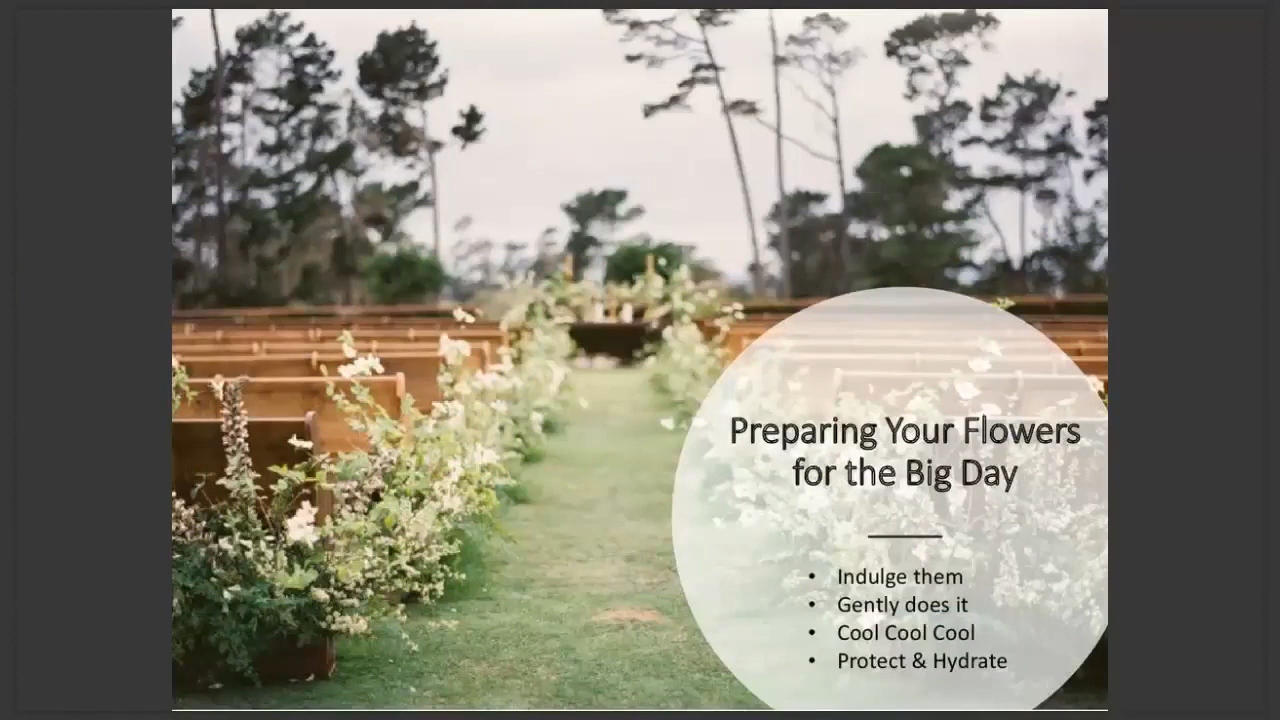 Preparing Your Flowers
for the Big Day
• Indulge them
• Gently does it
• Cool Cool Cool
• Protect & Hydrate